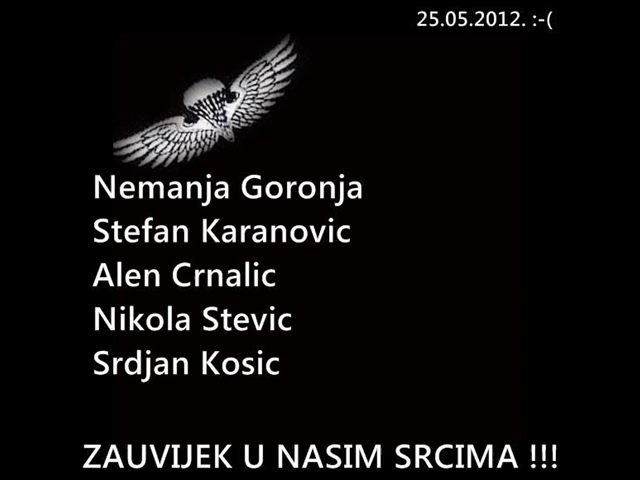 25.05.2012. :-(
Nemanja Goronja
Stefan Karanovic
Alen Crnalic
Nikola Stevic
Srdjan Kosic
ZAUVIJEK U NASIM SRCIMA !!!